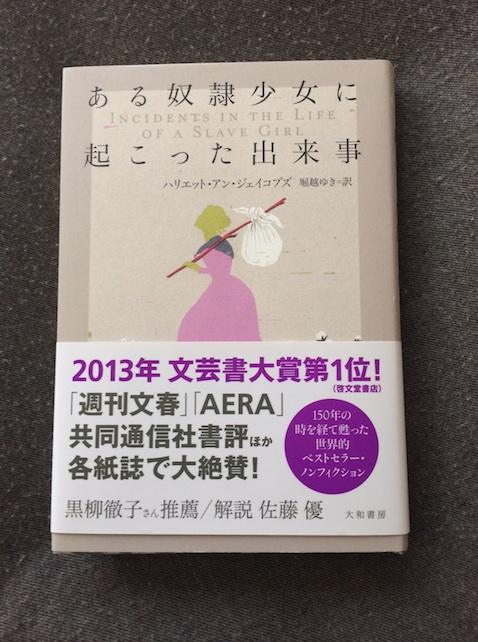 ある奴隷少女に
INCIDENTS IN THE LIFE
OF A SLAVE GIRL
起こった出来事
ハリエット・アン・ジェイコブズ 堀越ゆき=訳
2013年 文芸書大賞第1位!
(啓文堂書店)
「週刊文春」「AERA」
共同通信社書評ほか
各紙誌で大絶賛!
150年の
時を経て甦った
世界的
ベストセラー・
ノンフィクション
黒柳徹子さん推薦/解説 佐藤 優
大和書房